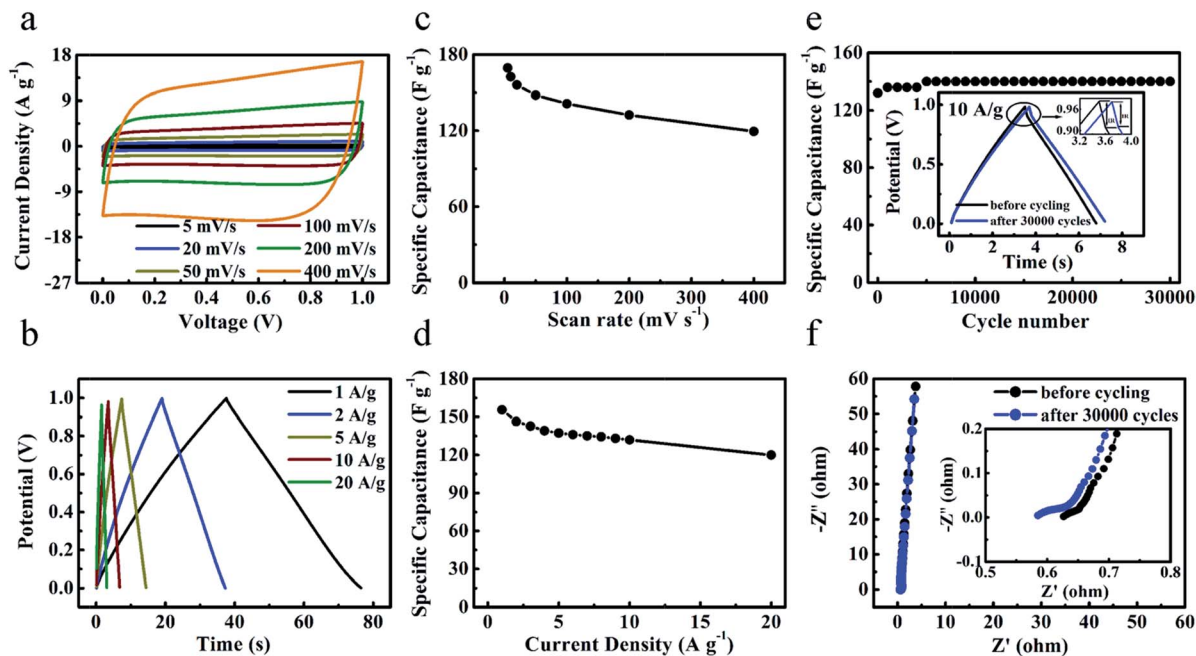 a
Current Density (A g⁻¹)
18
9
0
-9
-18
-27
5 mV/s
100 mV/s
20 mV/s
200 mV/s
50 mV/s
400 mV/s
0.0 0.2 0.4 0.6 0.8 1.0
Voltage (V)
c
Specific Capacitance (F g⁻¹)
180
120
60
0
0 100 200 300 400
Scan rate (mV s⁻¹)
e
Specific Capacitance (F g⁻¹)
160
140
120
100
80
60
40
20
0
10 A/g
Potential (V)
1.0
0.5
0.0
0.96
0.90
3.2 3.6 4.0
IR
IR
before cycling
after 30000 cycles
0 2 4 6 8
Time (s)
0 10000 20000 30000
Cycle number
b
Potential (V)
1.0
0.8
0.6
0.4
0.2
0.0
1 A/g
2 A/g
5 A/g
10 A/g
20 A/g
0 20 40 60 80
Time (s)
d
Specific Capacitance (F g⁻¹)
180
150
120
90
60
30
0
0 5 10 15 20
Current Density (A g⁻¹)
f
-Z'' (ohm)
60
50
40
30
20
10
0
before cycling
after 30000 cycles
-Z'' (ohm)
0.2
0.1
0.0
-0.1
0.5 0.6 0.7 0.8
Z' (ohm)
0 10 20 30 40 50 60
Z' (ohm)